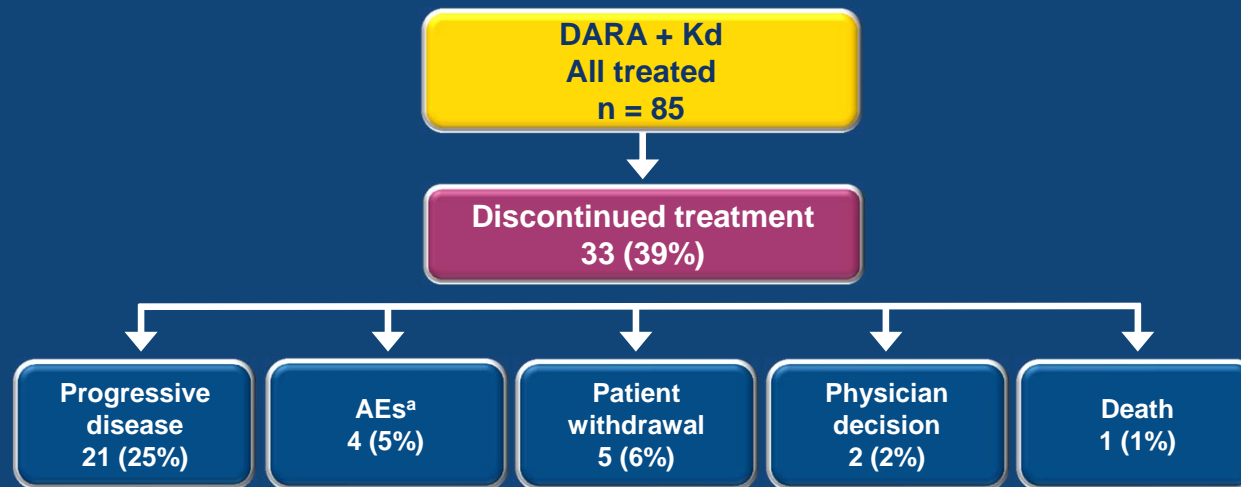 DARA + Kd
All treated
n = 85
Discontinued treatment
33 (39%)
Progressive
disease
21 (25%)
AEsª
4 (5%)
Patient
withdrawal
5 (6%)
Physician
decision
2 (2%)
Death
1 (1%)